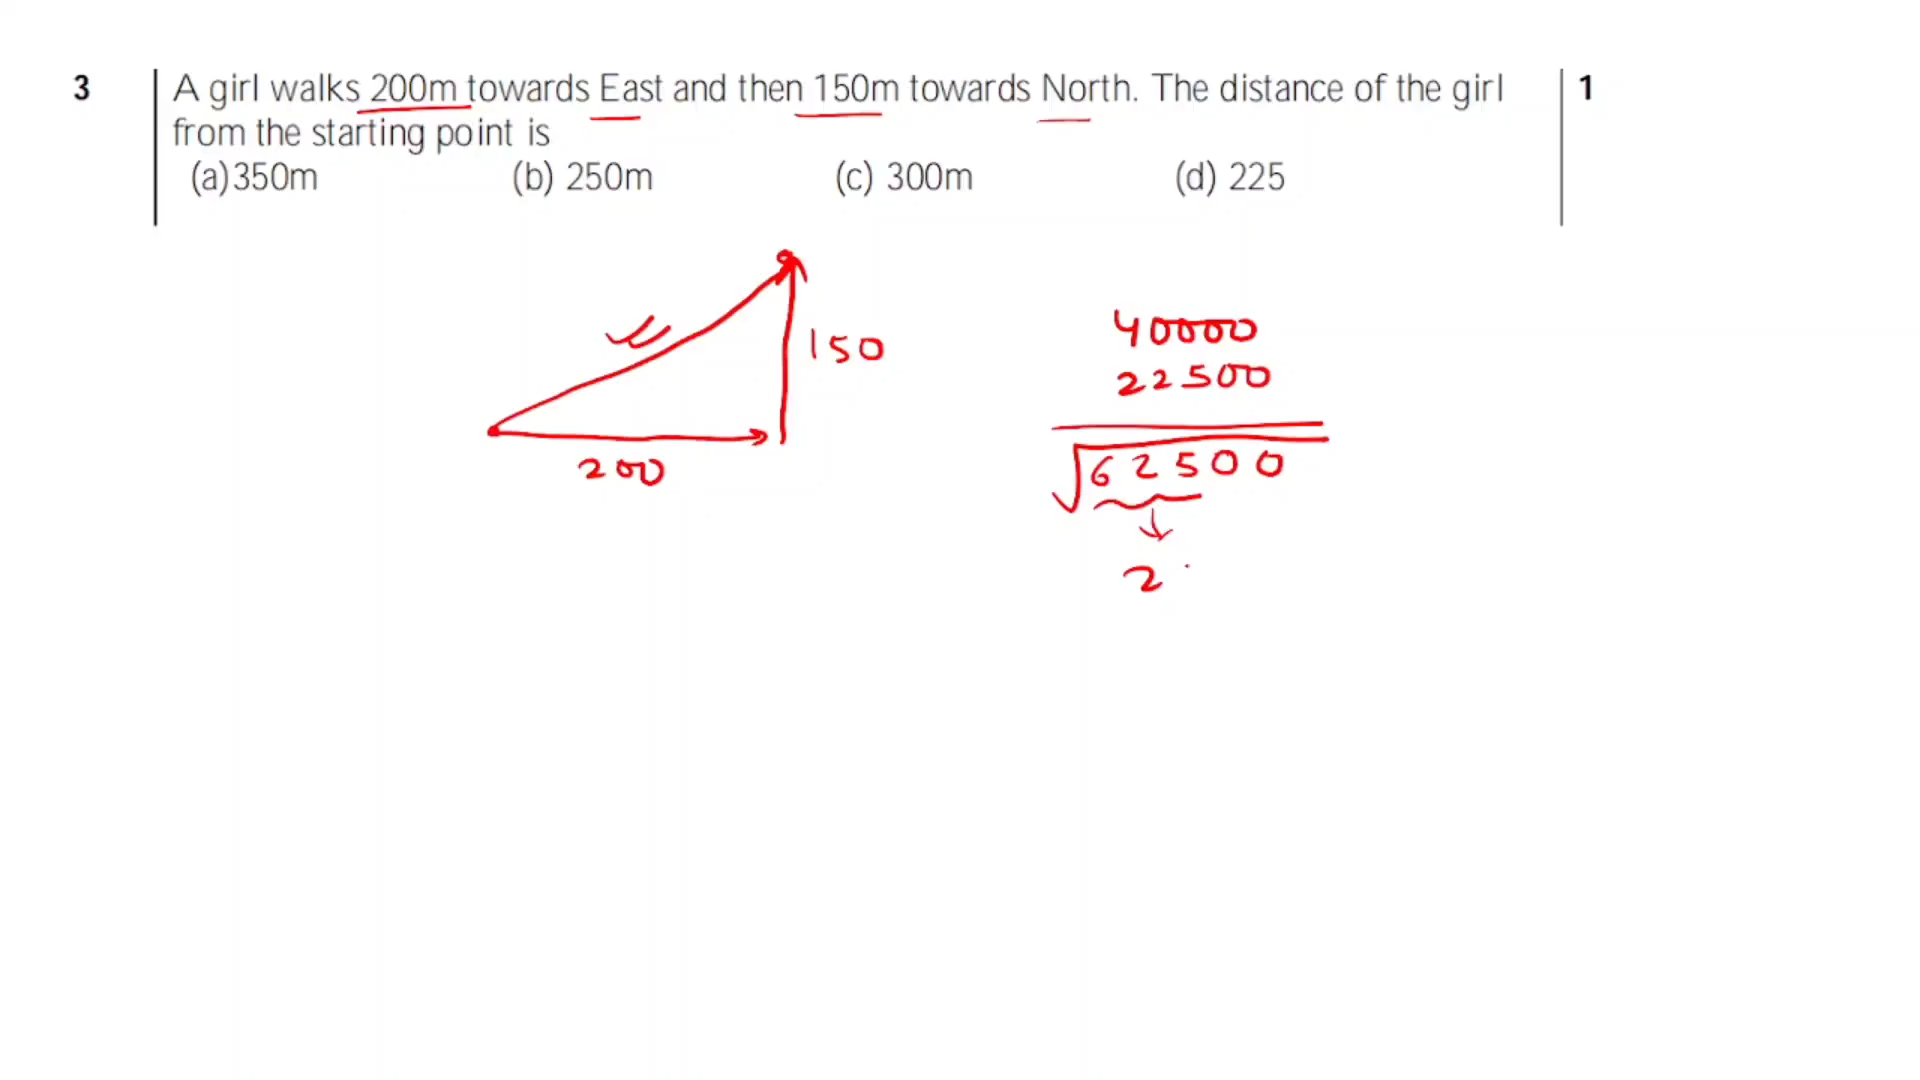 3 A girl walks 200m towards East and then 150m towards North. The distance of the girl 1
from the starting point is
(a)350m (b) 250m (c) 300m (d) 225
150
200
40000
22500
√62500
2